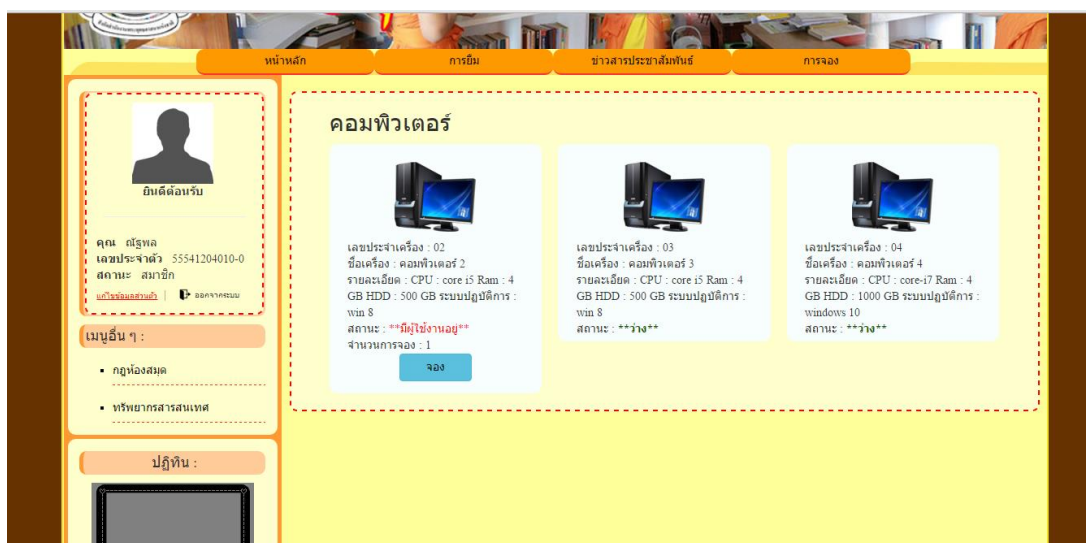 หน้าหลัก
การยืม
ข่าวสารประชาสัมพันธ์
การจอง
ยินดีต้อนรับ
คุณ ณัฐพล
เลขประจำตัว 55541204010-0
สถานะ สมาชิก
แก้ไขข้อมูลส่วนตัว | ออกจากระบบ
เมนูอื่น ๆ :
กฎห้องสมุด
ทรัพยากรสารสนเทศ
ปฏิทิน :
คอมพิวเตอร์
เลขประจำเครื่อง : 02
ชื่อเครื่อง : คอมพิวเตอร์ 2
รายละเอียด : CPU : core i5 Ram : 4
GB HDD : 500 GB ระบบปฏิบัติการ :
win 8
สถานะ : **มีผู้ใช้งานอยู่**
จำนวนการจอง : 1
จอง
เลขประจำเครื่อง : 03
ชื่อเครื่อง : คอมพิวเตอร์ 3
รายละเอียด : CPU : core i5 Ram : 4
GB HDD : 500 GB ระบบปฏิบัติการ :
win 8
สถานะ : **ว่าง**
เลขประจำเครื่อง : 04
ชื่อเครื่อง : คอมพิวเตอร์ 4
รายละเอียด : CPU : core-i7 Ram : 4
GB HDD : 1000 GB ระบบปฏิบัติการ :
windows 10
สถานะ : **ว่าง**